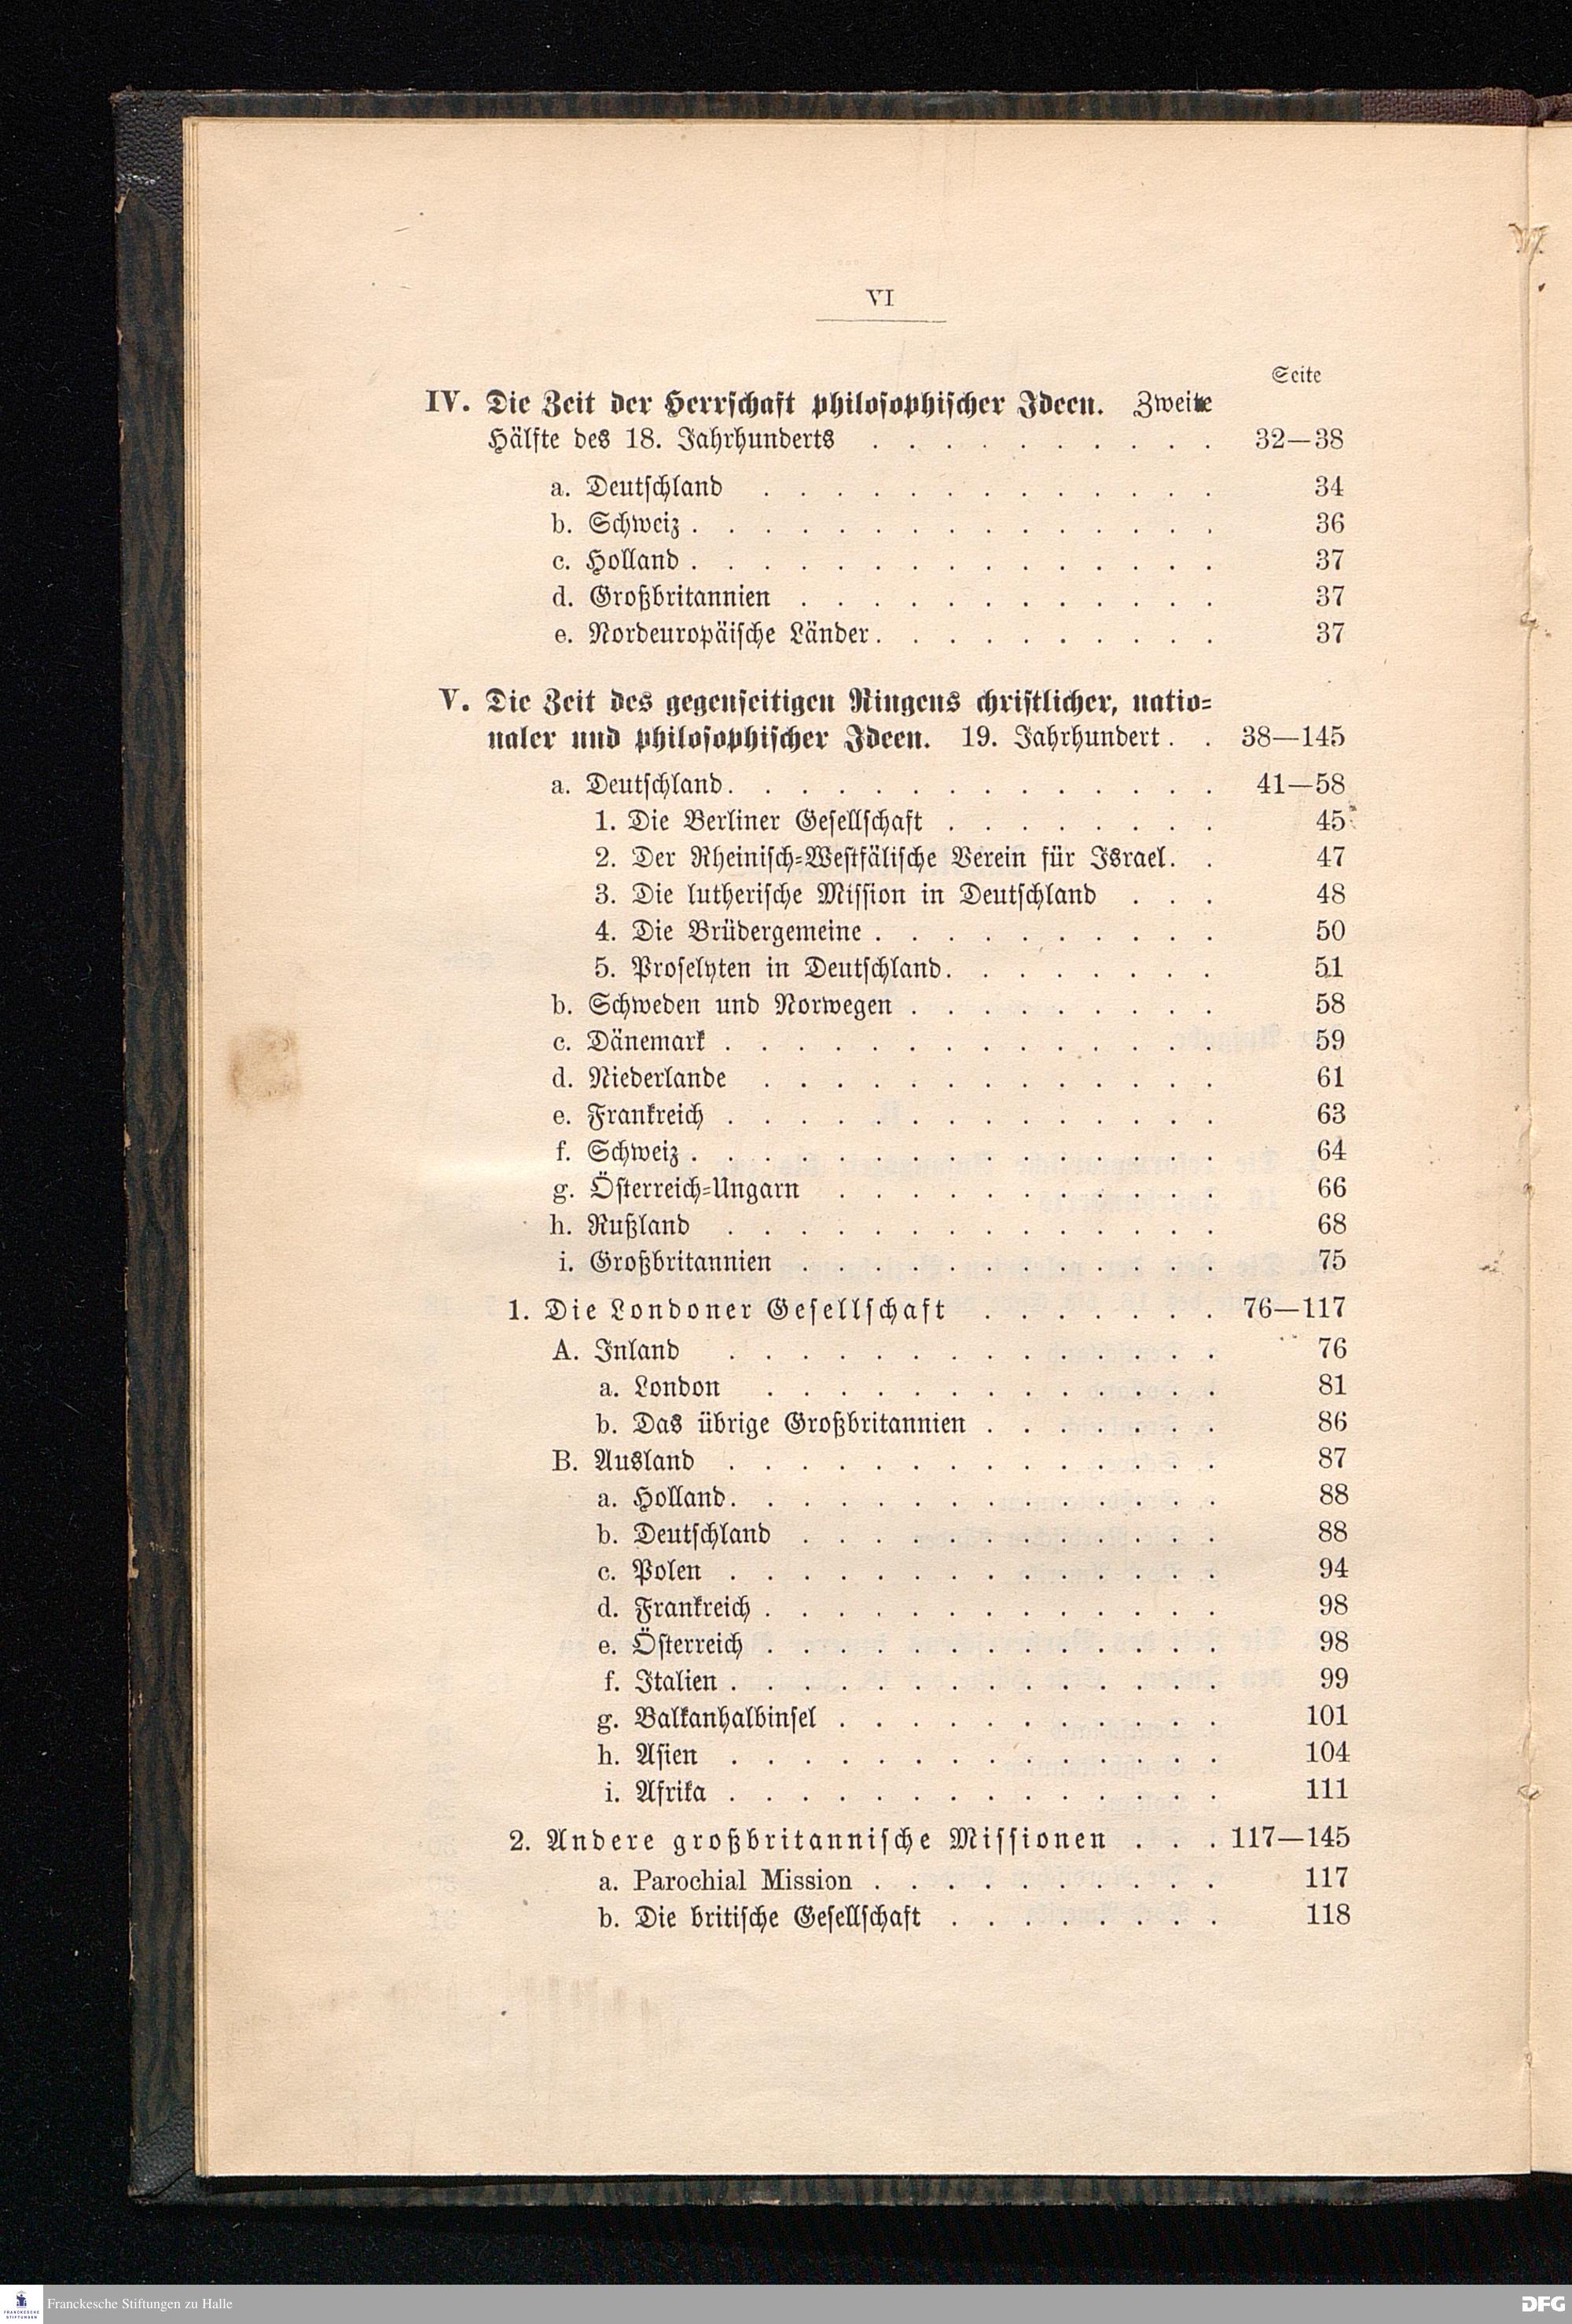 VI
Seite
IV. Die Zeit der Herrschaft philosophischer Ideen. Zweite
Hälfte des 18. Jahrhunderts . . . . . . . . . . 32—38
a. Deutschland . . . . . . . . . . . . . 34
b. Schweiz . . . . . . . . . . . . . . . 36
c. Holland . . . . . . . . . . . . . . . 37
d. Großbritannien . . . . . . . . . . . . 37
e. Nordeuropäische Länder . . . . . . . . . . 37
V. Die Zeit des gegenseitigen Ringens christlicher, natio-
naler und philosophischer Ideen. 19. Jahrhundert . . 38—145
a. Deutschland . . . . . . . . . . . . . . 41—58
1. Die Berliner Gesellschaft . . . . . . . . 45
2. Der Rheinisch-Westfälische Verein für Israel . . 47
3. Die lutherische Mission in Deutschland . . . 48
4. Die Brüdergemeine . . . . . . . . . . 50
5. Proselyten in Deutschland . . . . . . . . 51
b. Schweden und Norwegen . . . . . . . . . 58
c. Dänemark . . . . . . . . . . . . . . 59
d. Niederlande . . . . . . . . . . . . . 61
e. Frankreich . . . . . . . . . . . . . . 63
f. Schweiz . . . . . . . . . . . . . . . 64
g. Österreich-Ungarn . . . . . . . . . . . 66
h. Rußland . . . . . . . . . . . . . . 68
i. Großbritannien . . . . . . . . . . . . 75
1. Die Londoner Gesellschaft . . . . . . . 76—117
A. Inland . . . . . . . . . . . . . . 76
a. London . . . . . . . . . . . . . 81
b. Das übrige Großbritannien . . . . . . . 86
B. Ausland . . . . . . . . . . . . . . 87
a. Holland . . . . . . . . . . . . . . 88
b. Deutschland . . . . . . . . . . . . 88
c. Polen . . . . . . . . . . . . . . 94
d. Frankreich . . . . . . . . . . . . . 98
e. Österreich . . . . . . . . . . . . . 98
f. Italien . . . . . . . . . . . . . . 99
g. Balkanhalbinsel . . . . . . . . . . . 101
h. Asien . . . . . . . . . . . . . . 104
i. Afrika . . . . . . . . . . . . . . 111
2. Andere großbritannische Missionen . . . 117—145
a. Parochial Mission . . . . . . . . . . 117
b. Die britische Gesellschaft . . . . . . . . 118
Franckesche Stiftungen zu Halle
DFG